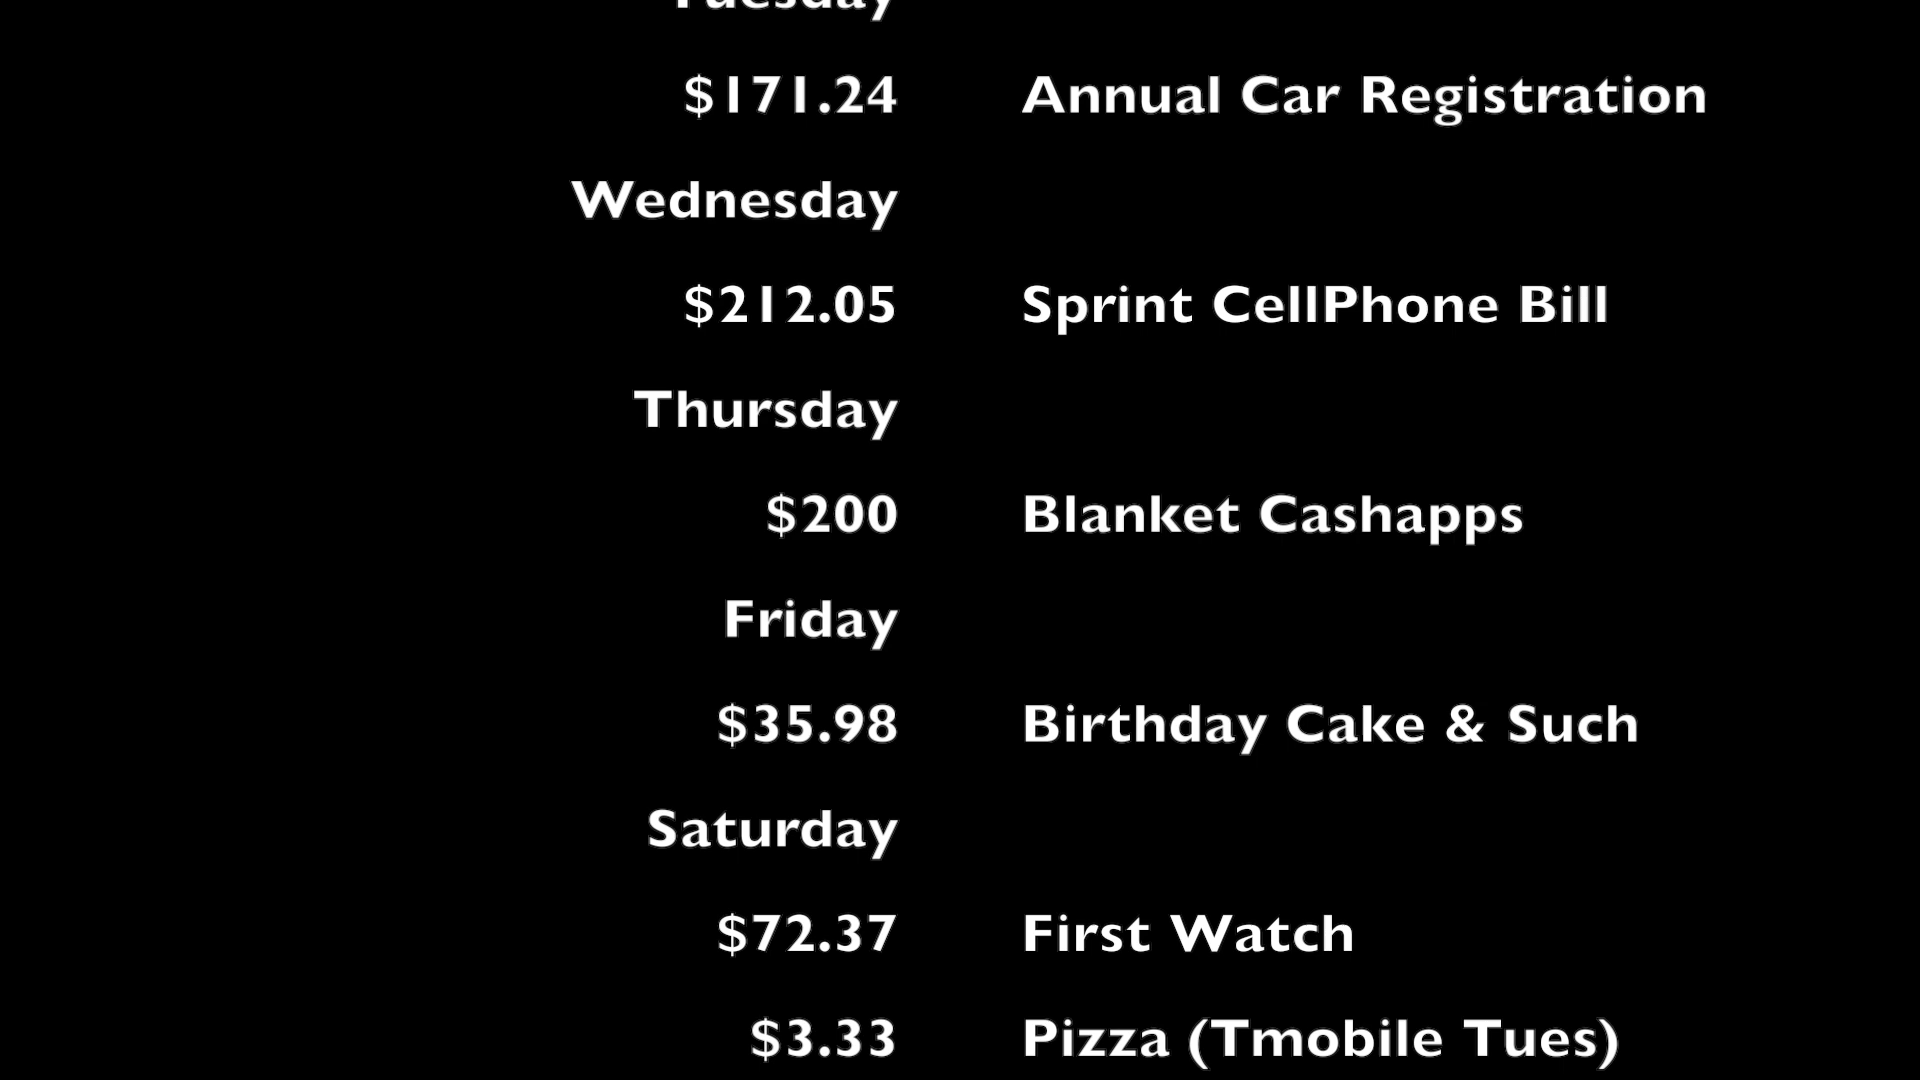 Tuesday
$171.24 Annual Car Registration
Wednesday
$212.05 Sprint CellPhone Bill
Thursday
$200 Blanket Cashapps
Friday
$35.98 Birthday Cake & Such
Saturday
$72.37 First Watch
$3.33 Pizza (Tmobile Tues)